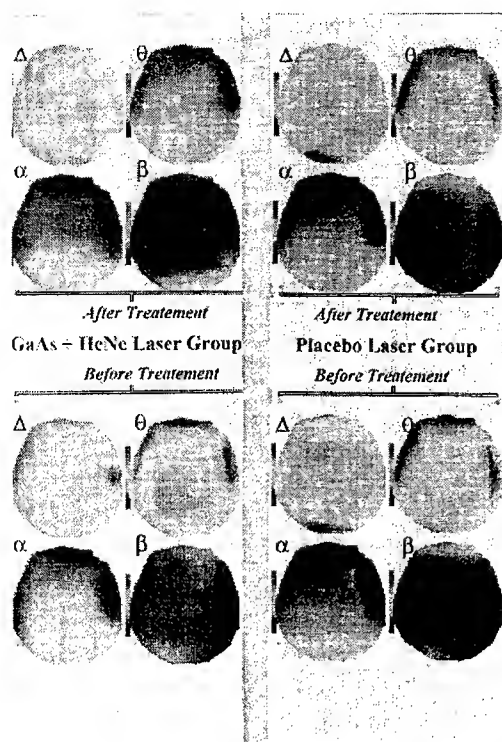 Δ θ Δ θ
α β α β
After Treatement After Treatement
GaAs + HeNe Laser Group Placebo Laser Group
Before Treatement Before Treatement
Δ θ Δ θ
α β α β